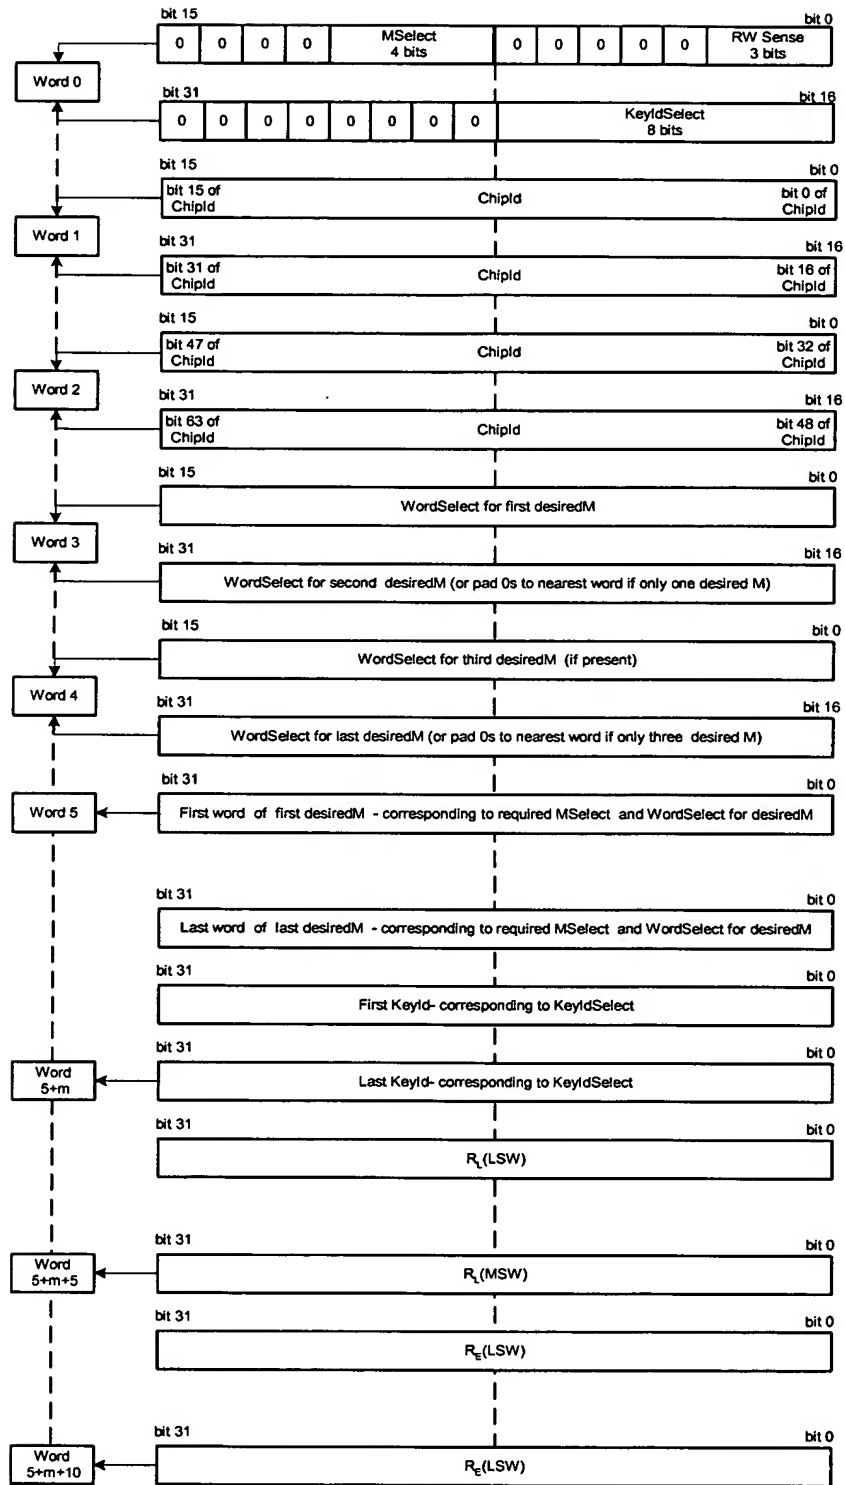 bit 15 bit 0
0 0 0 0 MSelect 0 0 0 0 0 RW Sense
4 bits 3 bits
Word 0
bit 31 bit 16
0 0 0 0 0 0 0 0 KeyIdSelect
8 bits
bit 15 bit 0
bit 15 of ChipId bit 0 of
ChipId ChipId
Word 1
bit 31 bit 16
bit 31 of ChipId bit 16 of
ChipId ChipId
bit 15 bit 0
bit 47 of ChipId bit 32 of
ChipId ChipId
Word 2
bit 31 bit 16
bit 63 of ChipId bit 48 of
ChipId ChipId
bit 15 bit 0
WordSelect for first desiredM
Word 3
bit 31 bit 16
WordSelect for second desiredM (or pad 0s to nearest word if only one desired M)
bit 15 bit 0
WordSelect for third desiredM (if present)
Word 4
bit 31 bit 16
WordSelect for last desiredM (or pad 0s to nearest word if only three desired M)
bit 31 bit 0
Word 5 First word of first desiredM - corresponding to required MSelect and WordSelect for desiredM
bit 31 bit 0
Last word of last desiredM - corresponding to required MSelect and WordSelect for desiredM
bit 31 bit 0
First KeyId- corresponding to KeyIdSelect
bit 31 bit 0
Word
5+m Last KeyId- corresponding to KeyIdSelect
bit 31 bit 0
R_L(LSW)
bit 31 bit 0
Word
5+m+5 R_L(MSW)
bit 31 bit 0
R_E(LSW)
bit 31 bit 0
Word
5+m+10 R_E(LSW)